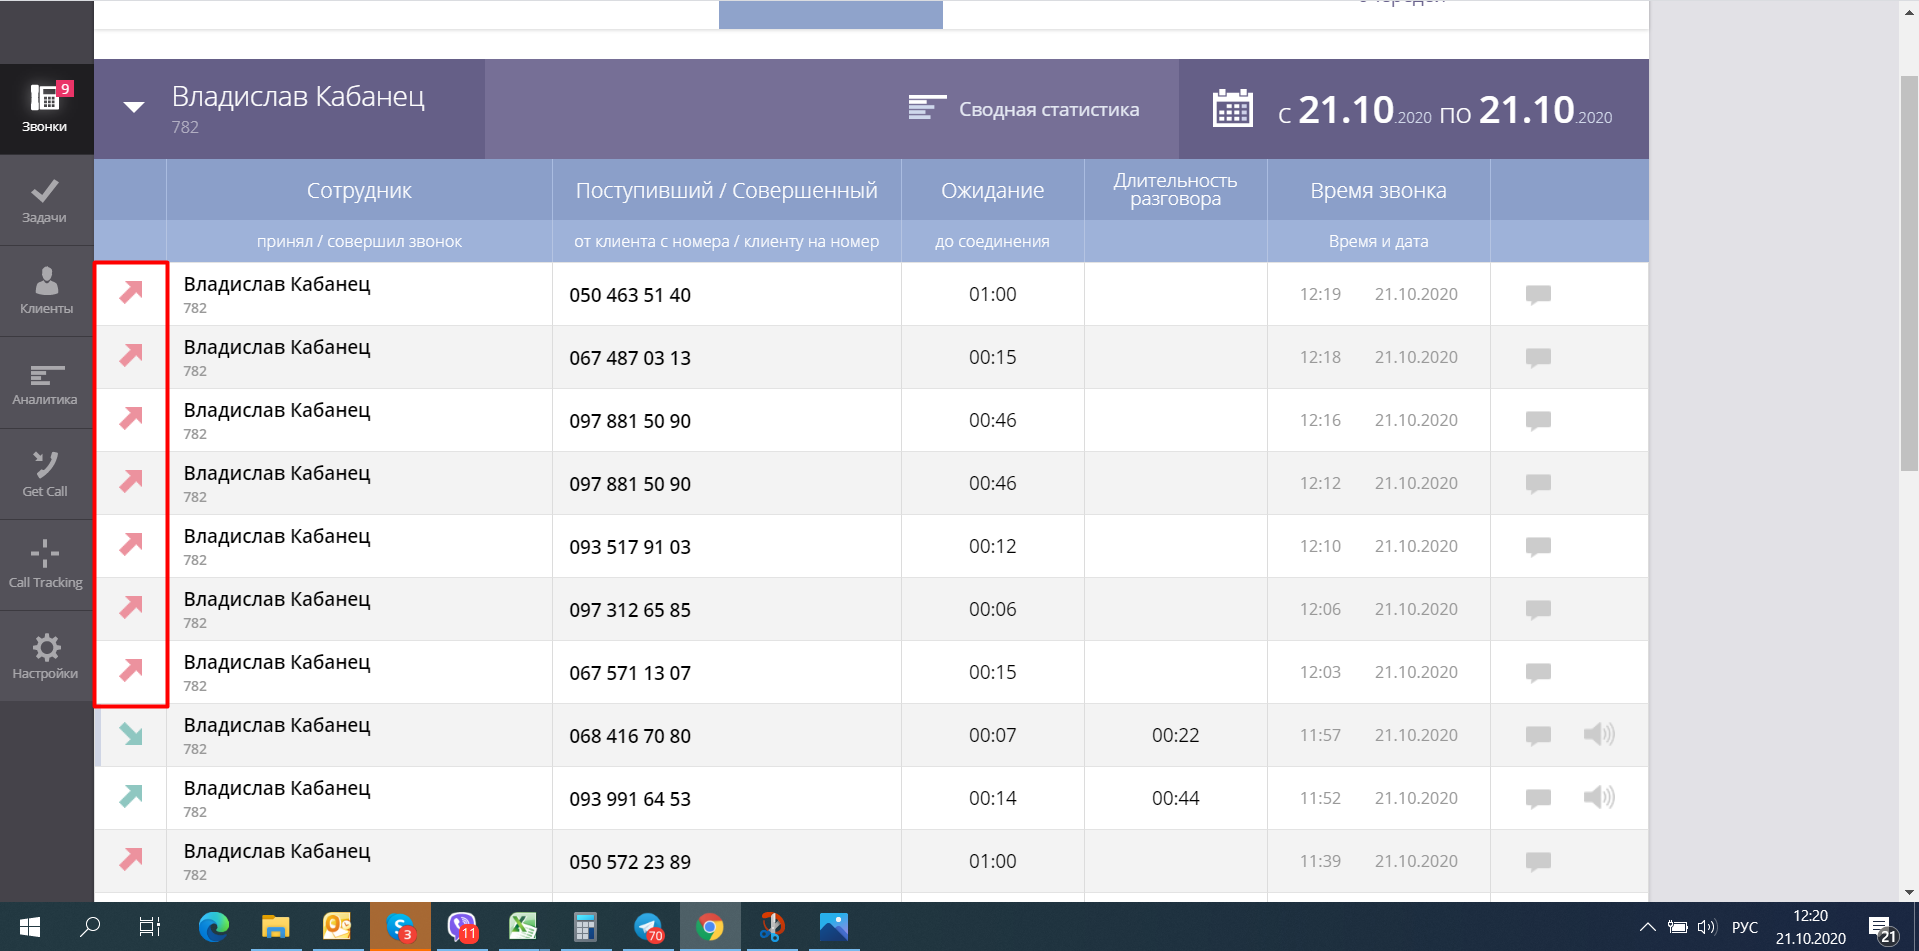 Владислав Кабанец
782
Сводная статистика
с 21.10.2020 по 21.10.2020
9
Звонки
Задачи
Клиенты
Аналитика
Get Call
Call Tracking
Настройки
Сотрудник Поступивший / Совершенный Ожидание Длительность разговора Время звонка
принял / совершил звонок от клиента с номера / клиенту на номер до соединения Время и дата
Владислав Кабанец 050 463 51 40 01:00 12:19 21.10.2020
782
Владислав Кабанец 067 487 03 13 00:15 12:18 21.10.2020
782
Владислав Кабанец 097 881 50 90 00:46 12:16 21.10.2020
782
Владислав Кабанец 097 881 50 90 00:46 12:12 21.10.2020
782
Владислав Кабанец 093 517 91 03 00:12 12:10 21.10.2020
782
Владислав Кабанец 097 312 65 85 00:06 12:06 21.10.2020
782
Владислав Кабанец 067 571 13 07 00:15 12:03 21.10.2020
782
Владислав Кабанец 068 416 70 80 00:07 00:22 11:57 21.10.2020
782
Владислав Кабанец 093 991 64 53 00:14 00:44 11:52 21.10.2020
782
Владислав Кабанец 050 572 23 89 01:00 11:39 21.10.2020
782
3
11
70
РУС
12:20
21.10.2020
21